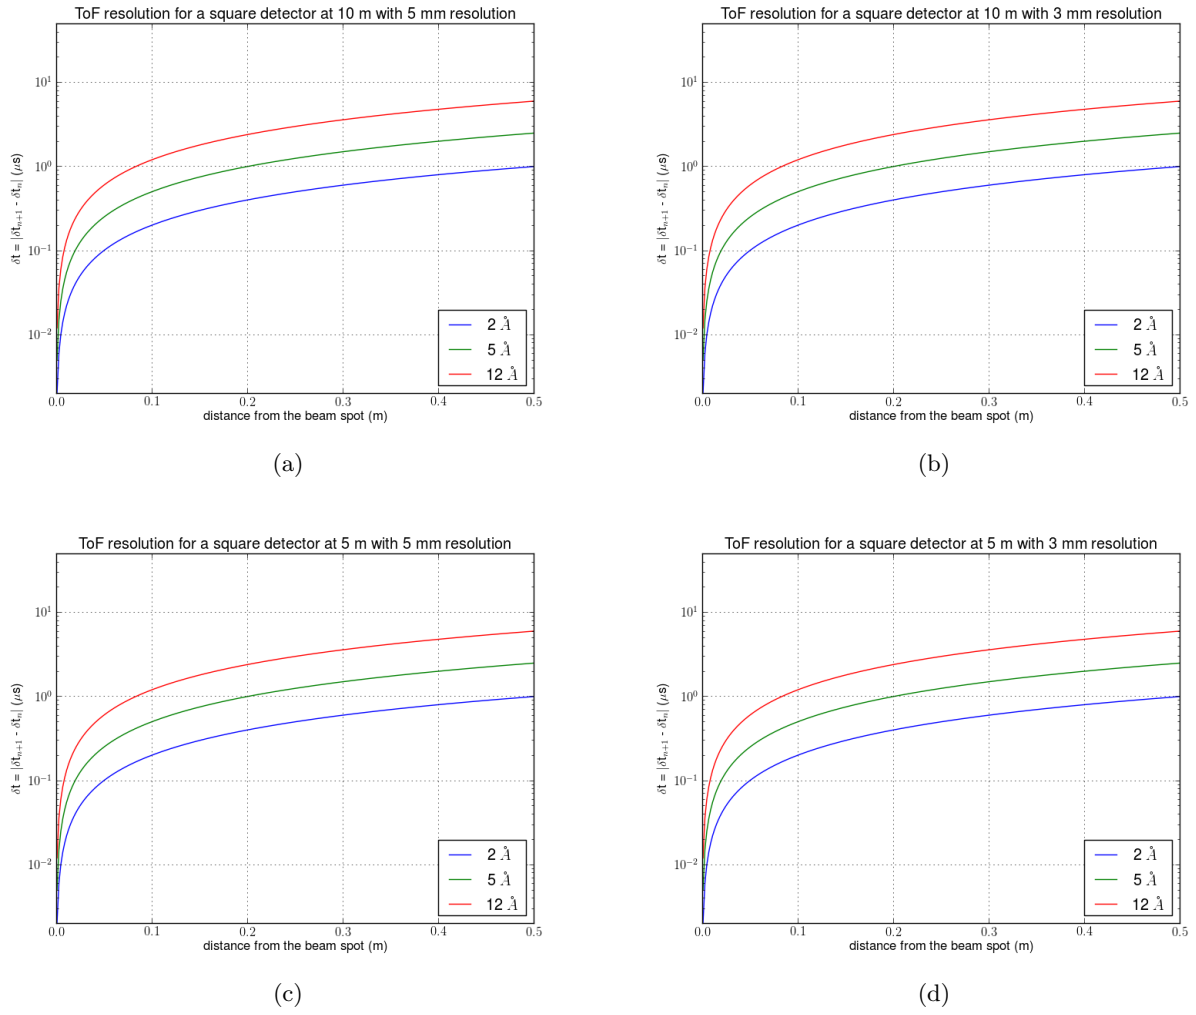 ToF resolution for a square detector at 10 m with 5 mm resolution
δt = |δt_{n+1} - δt_n| (μs)
10¹
10⁰
10⁻¹
10⁻²
2 Å
5 Å
12 Å
0.0 0.1 0.2 0.3 0.4 0.5
distance from the beam spot (m)
(a)
ToF resolution for a square detector at 10 m with 3 mm resolution
δt = |δt_{n+1} - δt_n| (μs)
10¹
10⁰
10⁻¹
10⁻²
2 Å
5 Å
12 Å
0.0 0.1 0.2 0.3 0.4 0.5
distance from the beam spot (m)
(b)
ToF resolution for a square detector at 5 m with 5 mm resolution
δt = |δt_{n+1} - δt_n| (μs)
10¹
10⁰
10⁻¹
10⁻²
2 Å
5 Å
12 Å
0.0 0.1 0.2 0.3 0.4 0.5
distance from the beam spot (m)
(c)
ToF resolution for a square detector at 5 m with 3 mm resolution
δt = |δt_{n+1} - δt_n| (μs)
10¹
10⁰
10⁻¹
10⁻²
2 Å
5 Å
12 Å
0.0 0.1 0.2 0.3 0.4 0.5
distance from the beam spot (m)
(d)